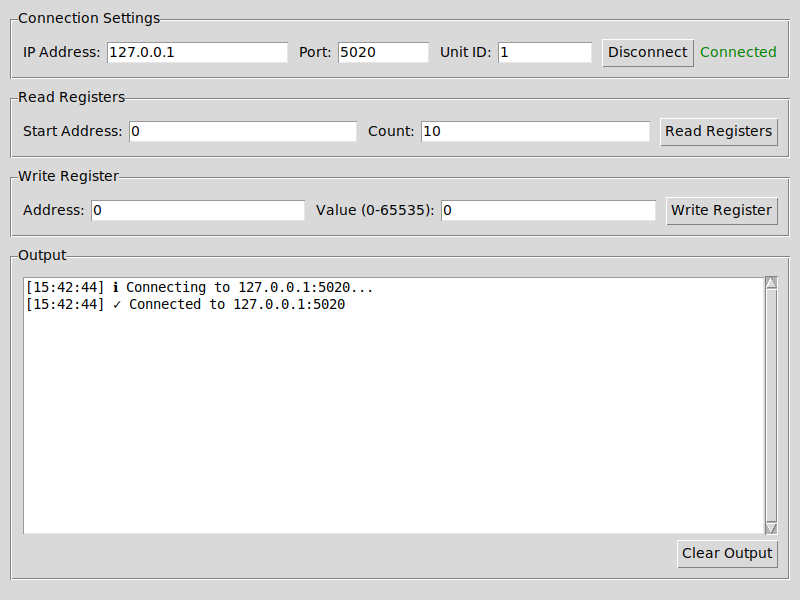 Connection Settings
IP Address: 127.0.0.1 Port: 5020 Unit ID: 1 Disconnect Connected
Read Registers
Start Address: 0 Count: 10 Read Registers
Write Register
Address: 0 Value (0-65535): 0 Write Register
Output
[15:42:44] ℹ Connecting to 127.0.0.1:5020...
[15:42:44] ✓ Connected to 127.0.0.1:5020
Clear Output